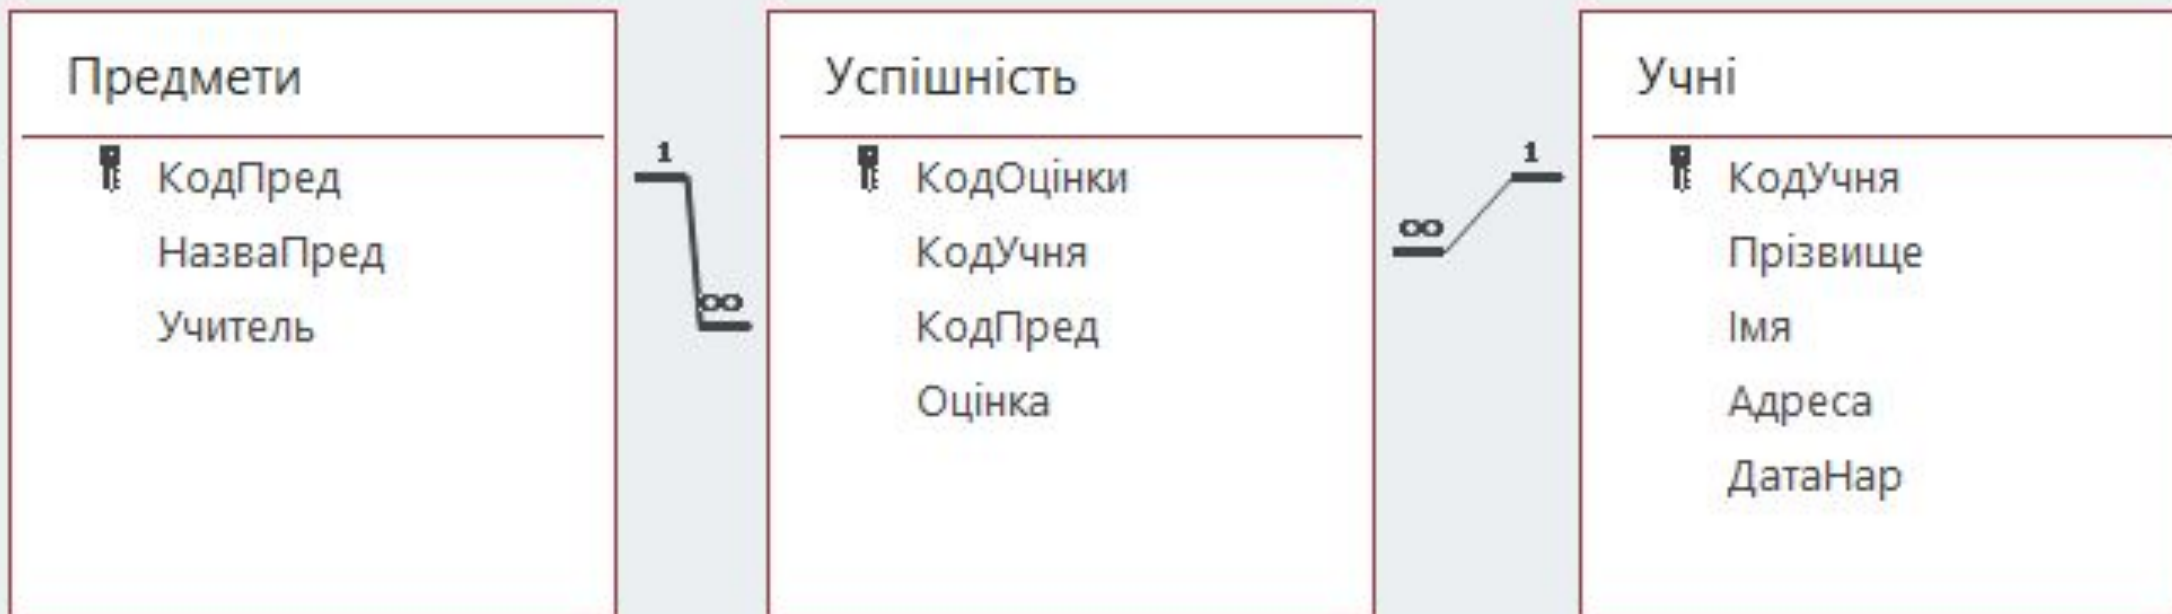 Предмети
КодПред
НазваПред
Учитель
1
∞
Успішність
КодОцінки
КодУчня
КодПред
Оцінка
1
∞
Учні
КодУчня
Прізвище
Імя
Адреса
ДатаНар